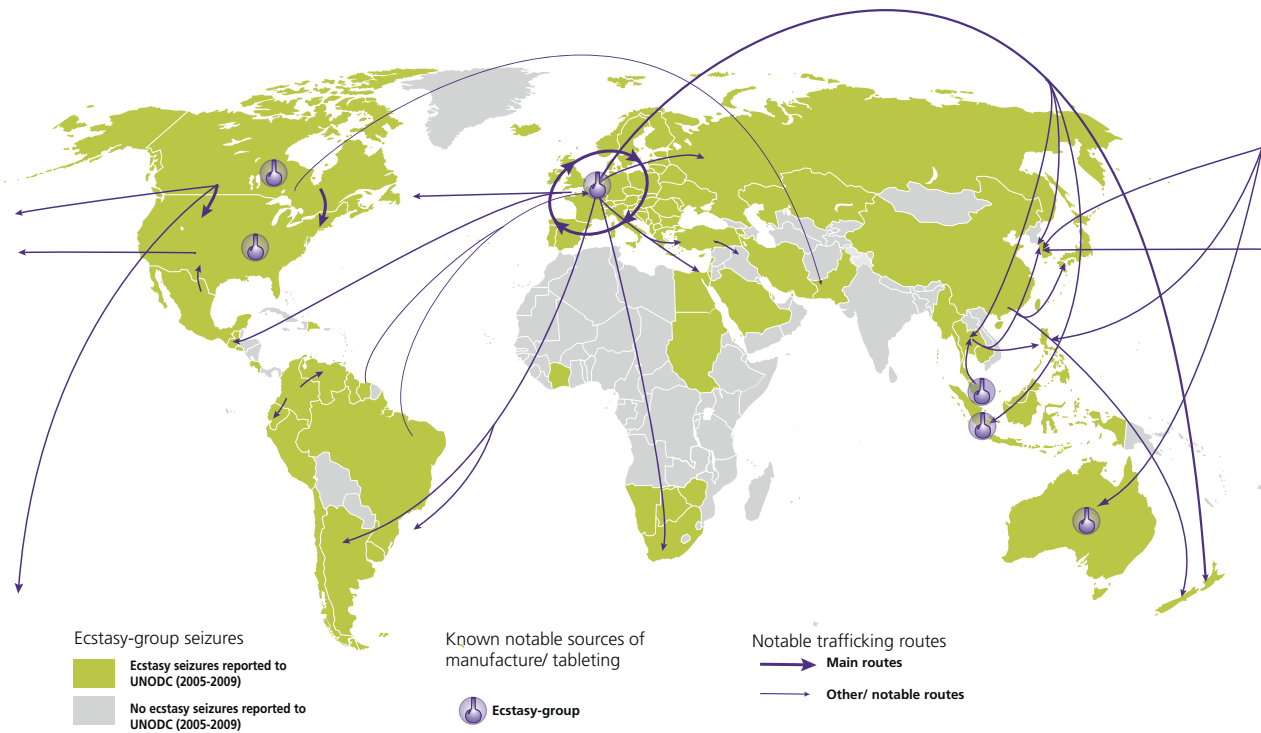 Ecstasy-group seizures
Ecstasy seizures reported to
UNODC (2005-2009)
No ecstasy seizures reported to
UNODC (2005-2009)
Known notable sources of
manufacture/ tableting
Ecstasy-group
Notable trafficking routes
Main routes
Other/ notable routes